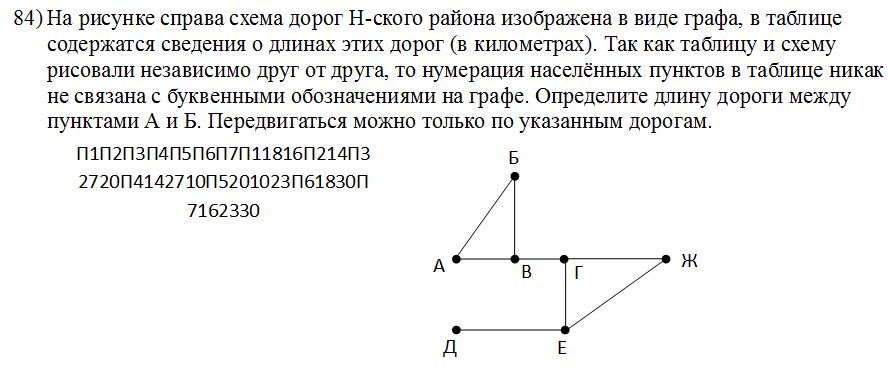 84) На рисунке справа схема дорог Н-ского района изображена в виде графа, в таблице
содержатся сведения о длинах этих дорог (в километрах). Так как таблицу и схему
рисовали независимо друг от друга, то нумерация населённых пунктов в таблице никак
не связана с буквенными обозначениями на графе. Определите длину дороги между
пунктами А и Б. Передвигаться можно только по указанным дорогам.
П1П2П3П4П5П6П7П11816П214П3
2720П4142710П5201023П61830П
7162330
Б
А
В
Г
Ж
Д
Е